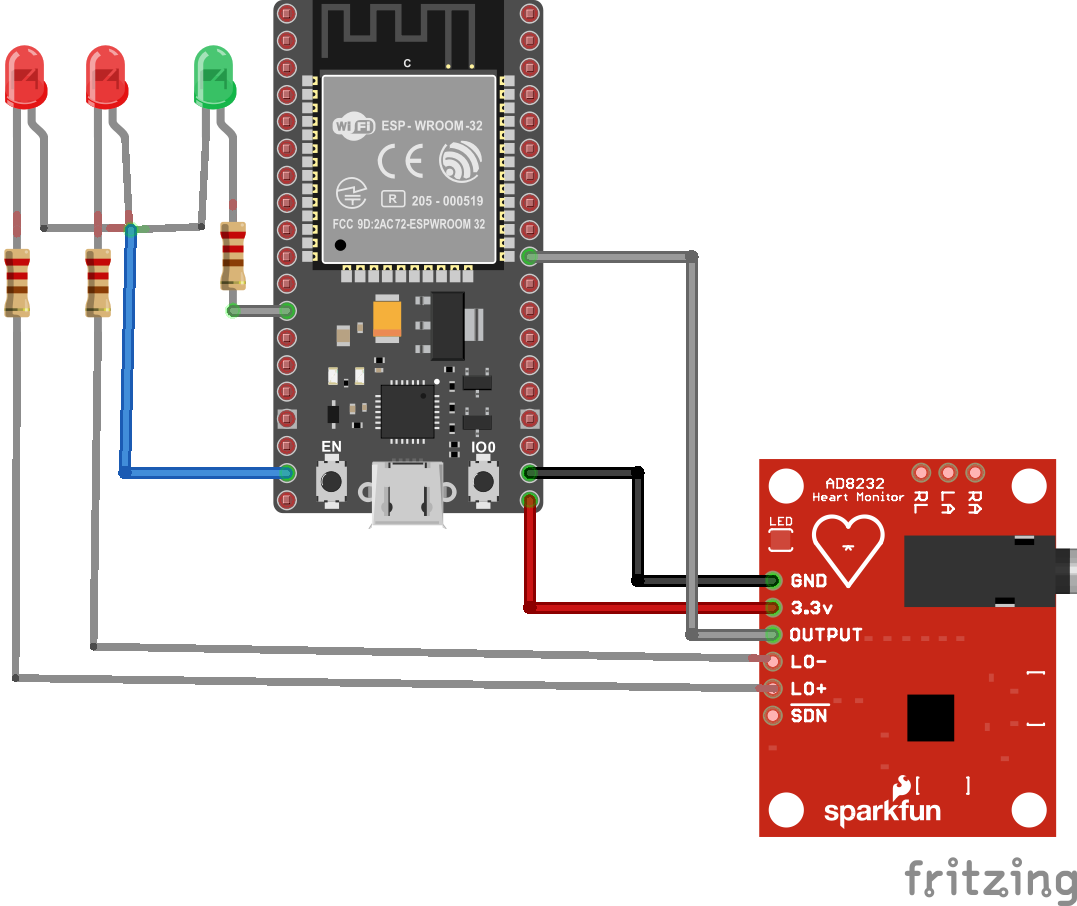 C
WiFi ESP - WROOM-32
CE
R 205 - 000519
FCC 9D:2AC72-ESPWROOM 32
EN
IO0
AD8232
Heart Monitor
RL
LA
RA
LED
GND
3.3v
OUTPUT
LO-
LO+
SDN
[ ]
sparkfun
fritzing